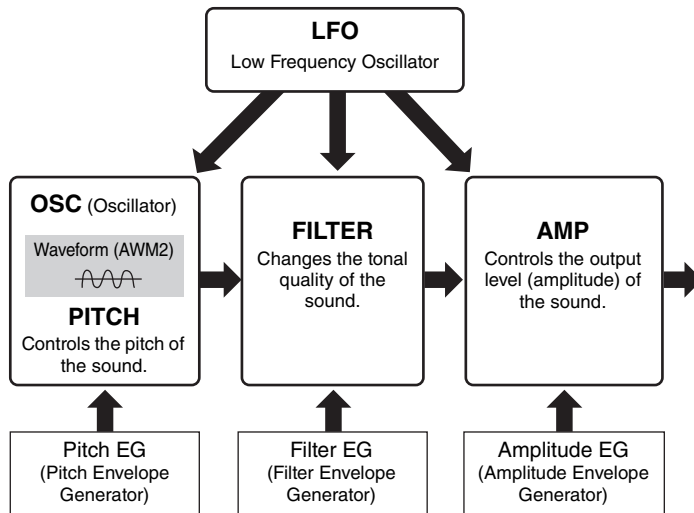 LFO
Low Frequency Oscillator
OSC (Oscillator)
Waveform (AWM2)
PITCH
Controls the pitch of
the sound.
FILTER
Changes the tonal
quality of the
sound.
AMP
Controls the output
level (amplitude) of
the sound.
Pitch EG
(Pitch Envelope
Generator)
Filter EG
(Filter Envelope
Generator)
Amplitude EG
(Amplitude Envelope
Generator)